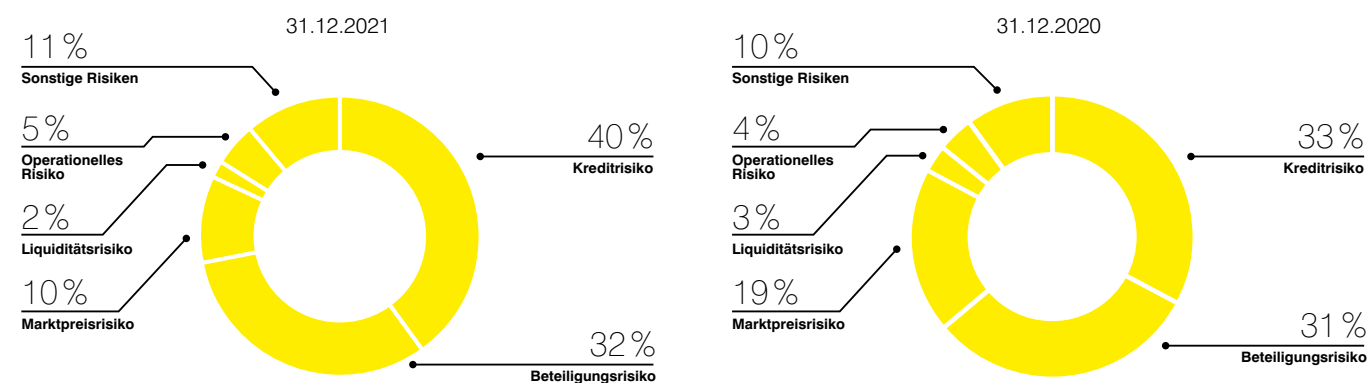 31.12.2021
11%
Sonstige Risiken
5%
Operationelles
Risiko
2%
Liquiditätsrisiko
10%
Marktpreisrisiko
40%
Kreditrisiko
32%
Beteiligungsrisiko
31.12.2020
10%
Sonstige Risiken
4%
Operationelles
Risiko
3%
Liquiditätsrisiko
19%
Marktpreisrisiko
33%
Kreditrisiko
31%
Beteiligungsrisiko